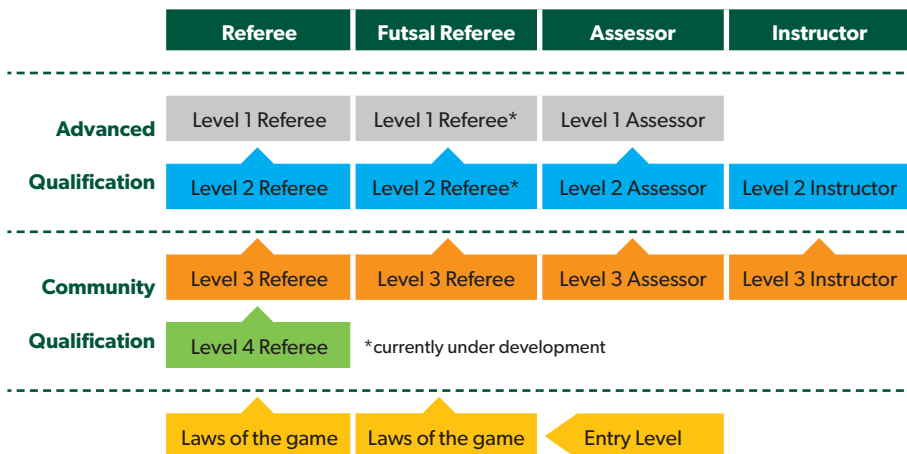 Referee Futsal Referee Assessor Instructor
Advanced
Qualification
Level 1 Referee Level 1 Referee* Level 1 Assessor
Level 2 Referee Level 2 Referee* Level 2 Assessor Level 2 Instructor
Community
Qualification
Level 3 Referee Level 3 Referee Level 3 Assessor Level 3 Instructor
Level 4 Referee *currently under development
Laws of the game Laws of the game Entry Level